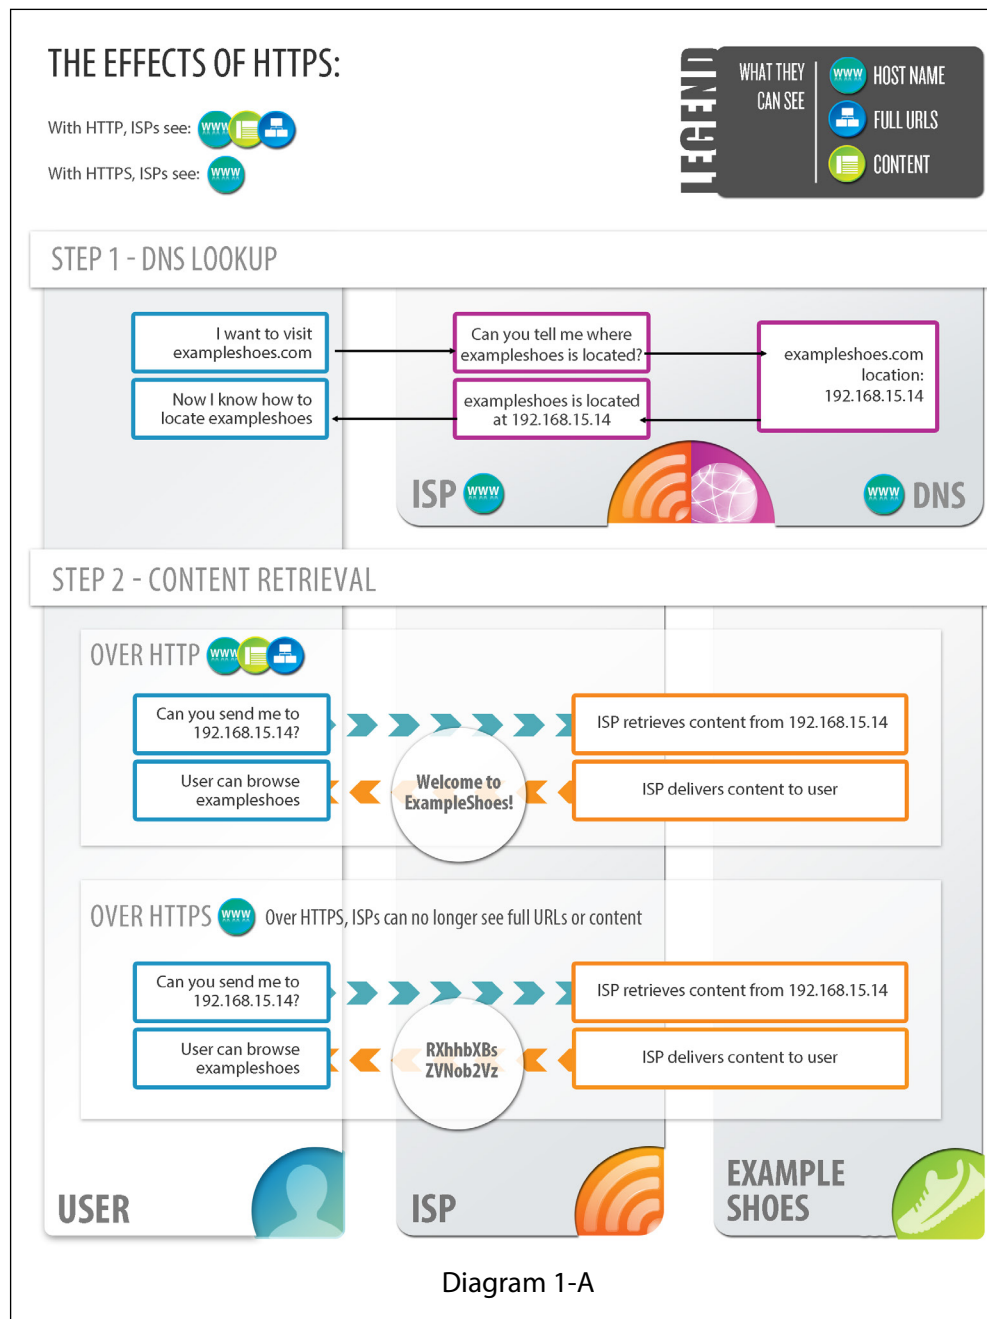 THE EFFECTS OF HTTPS:
With HTTP, ISPs see: WWW
With HTTPS, ISPs see: WWW
LEGEND
WHAT THEY
CAN SEE
WWW HOST NAME
FULL URLS
CONTENT
STEP 1 - DNS LOOKUP
I want to visit
exampleshoes.com
Can you tell me where
exampleshoes is located?
exampleshoes.com
location:
192.168.15.14
Now I know how to
locate exampleshoes
exampleshoes is located
at 192.168.15.14
ISP WWW
WWW DNS
STEP 2 - CONTENT RETRIEVAL
OVER HTTP WWW
Can you send me to
192.168.15.14?
ISP retrieves content from 192.168.15.14
User can browse
exampleshoes
Welcome to
ExampleShoes!
ISP delivers content to user
OVER HTTPS WWW Over HTTPS, ISPs can no longer see full URLs or content
Can you send me to
192.168.15.14?
ISP retrieves content from 192.168.15.14
User can browse
exampleshoes
RXhhbXBs
ZVNob2Vz
ISP delivers content to user
USER
ISP
EXAMPLE
SHOES
Diagram 1-A